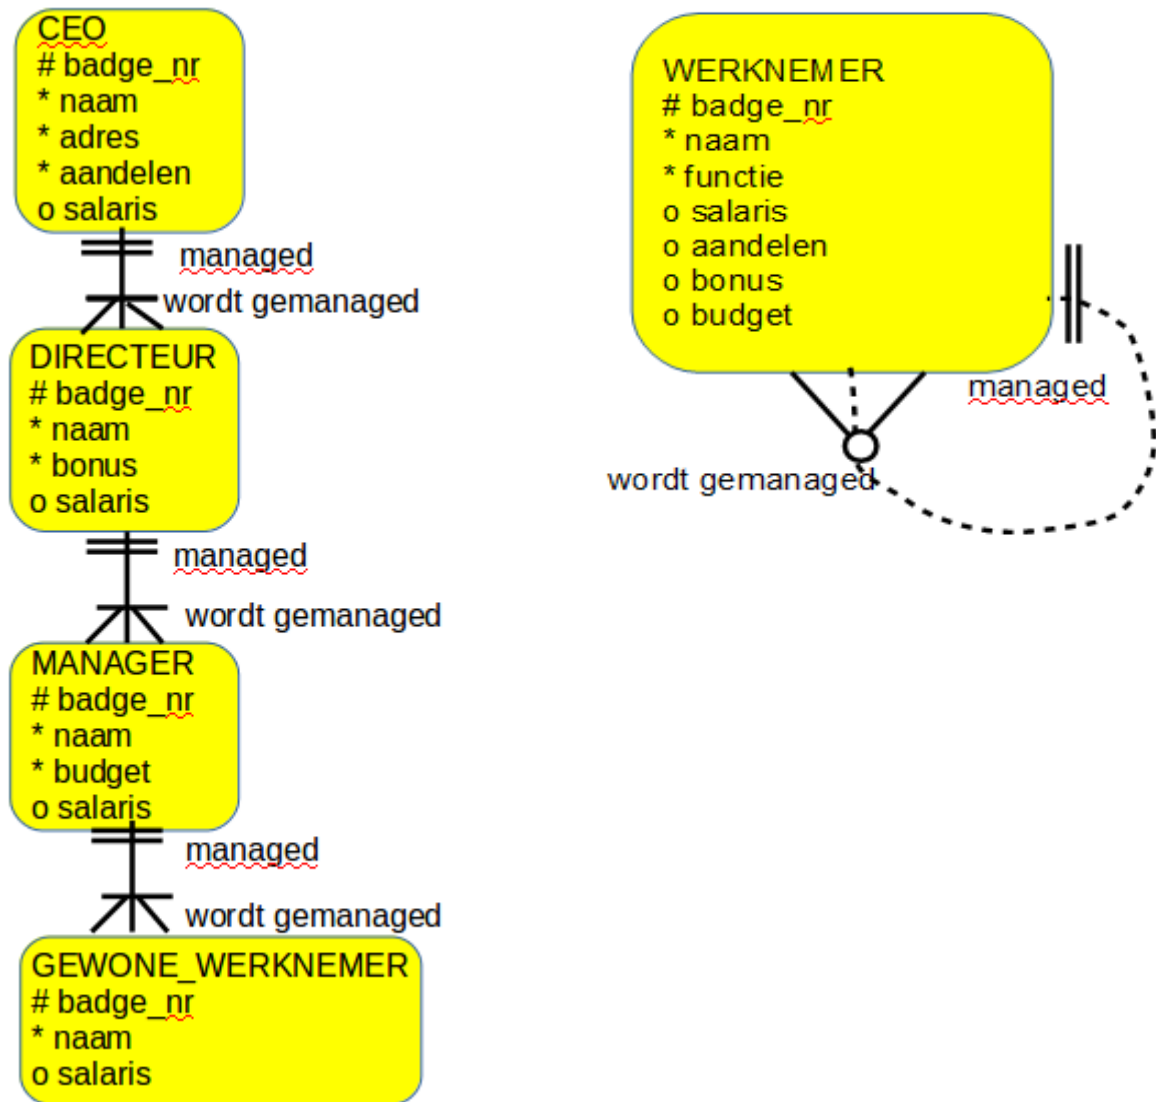 CEO
# badge_nr
* naam
* adres
* aandelen
o salaris
managed
wordt gemanaged
DIRECTEUR
# badge_nr
* naam
* bonus
o salaris
managed
wordt gemanaged
MANAGER
# badge_nr
* naam
* budget
o salaris
managed
wordt gemanaged
GEWONE_WERKNEMER
# badge_nr
* naam
o salaris
WERKNEMER
# badge_nr
* naam
* functie
o salaris
o aandelen
o bonus
o budget
managed
wordt gemanaged